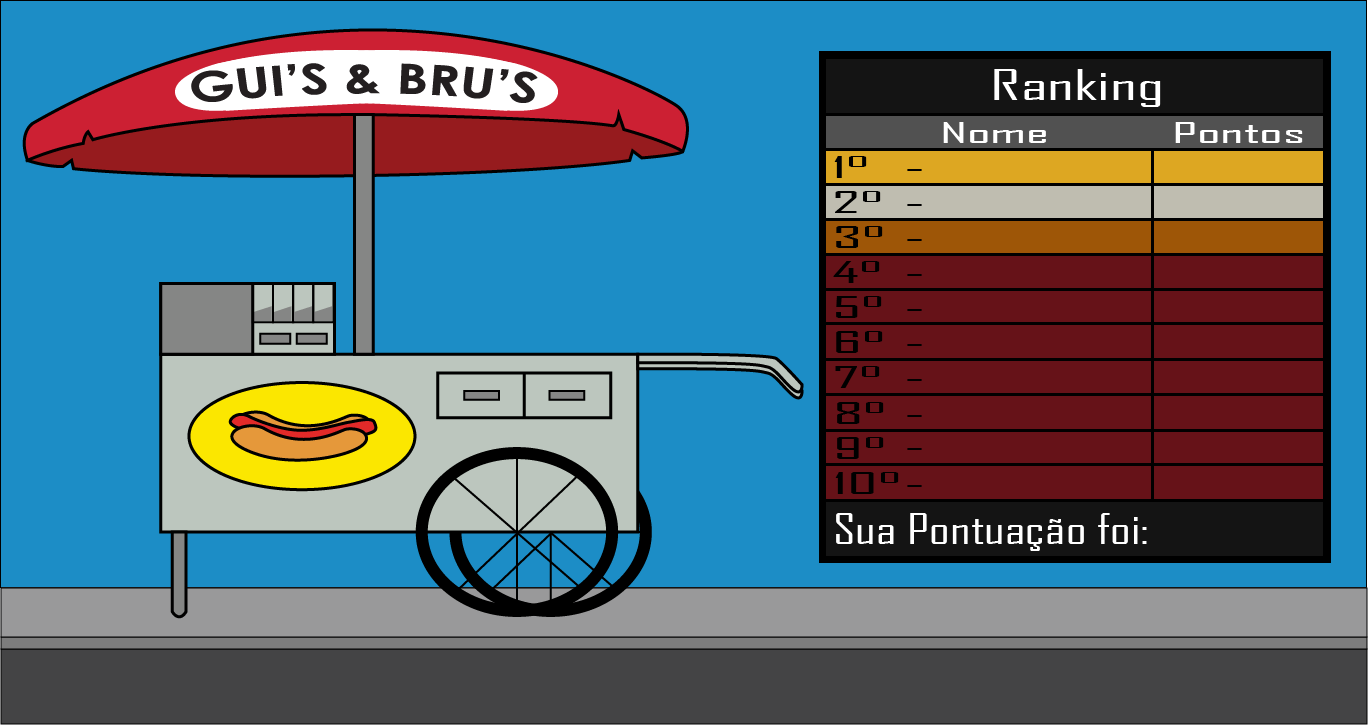 GUI'S & BRU'S
Ranking
Nome Pontos
1º -
2º -
3º -
4º -
5º -
6º -
7º -
8º -
9º -
10º -
Sua Pontuação foi: